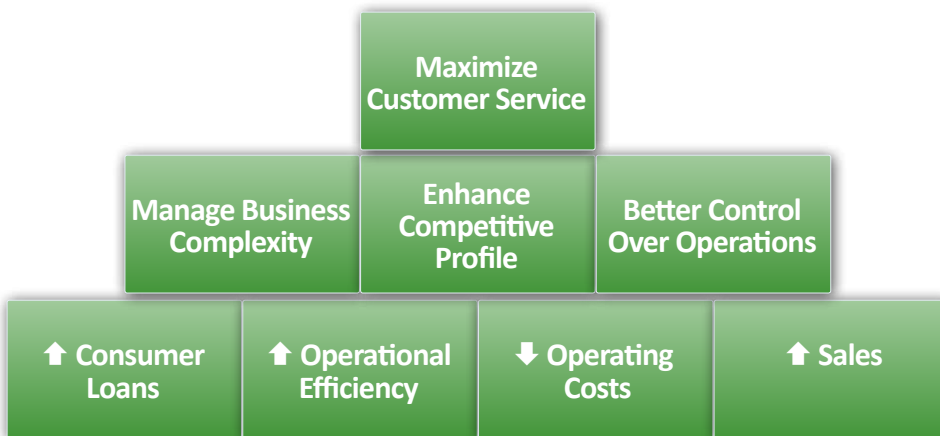 Maximize
Customer Service
Manage Business
Complexity
Enhance
Competitive
Profile
Better Control
Over Operations
⬆ Consumer
Loans
⬆ Operational
Efficiency
⬇ Operating
Costs
⬆ Sales